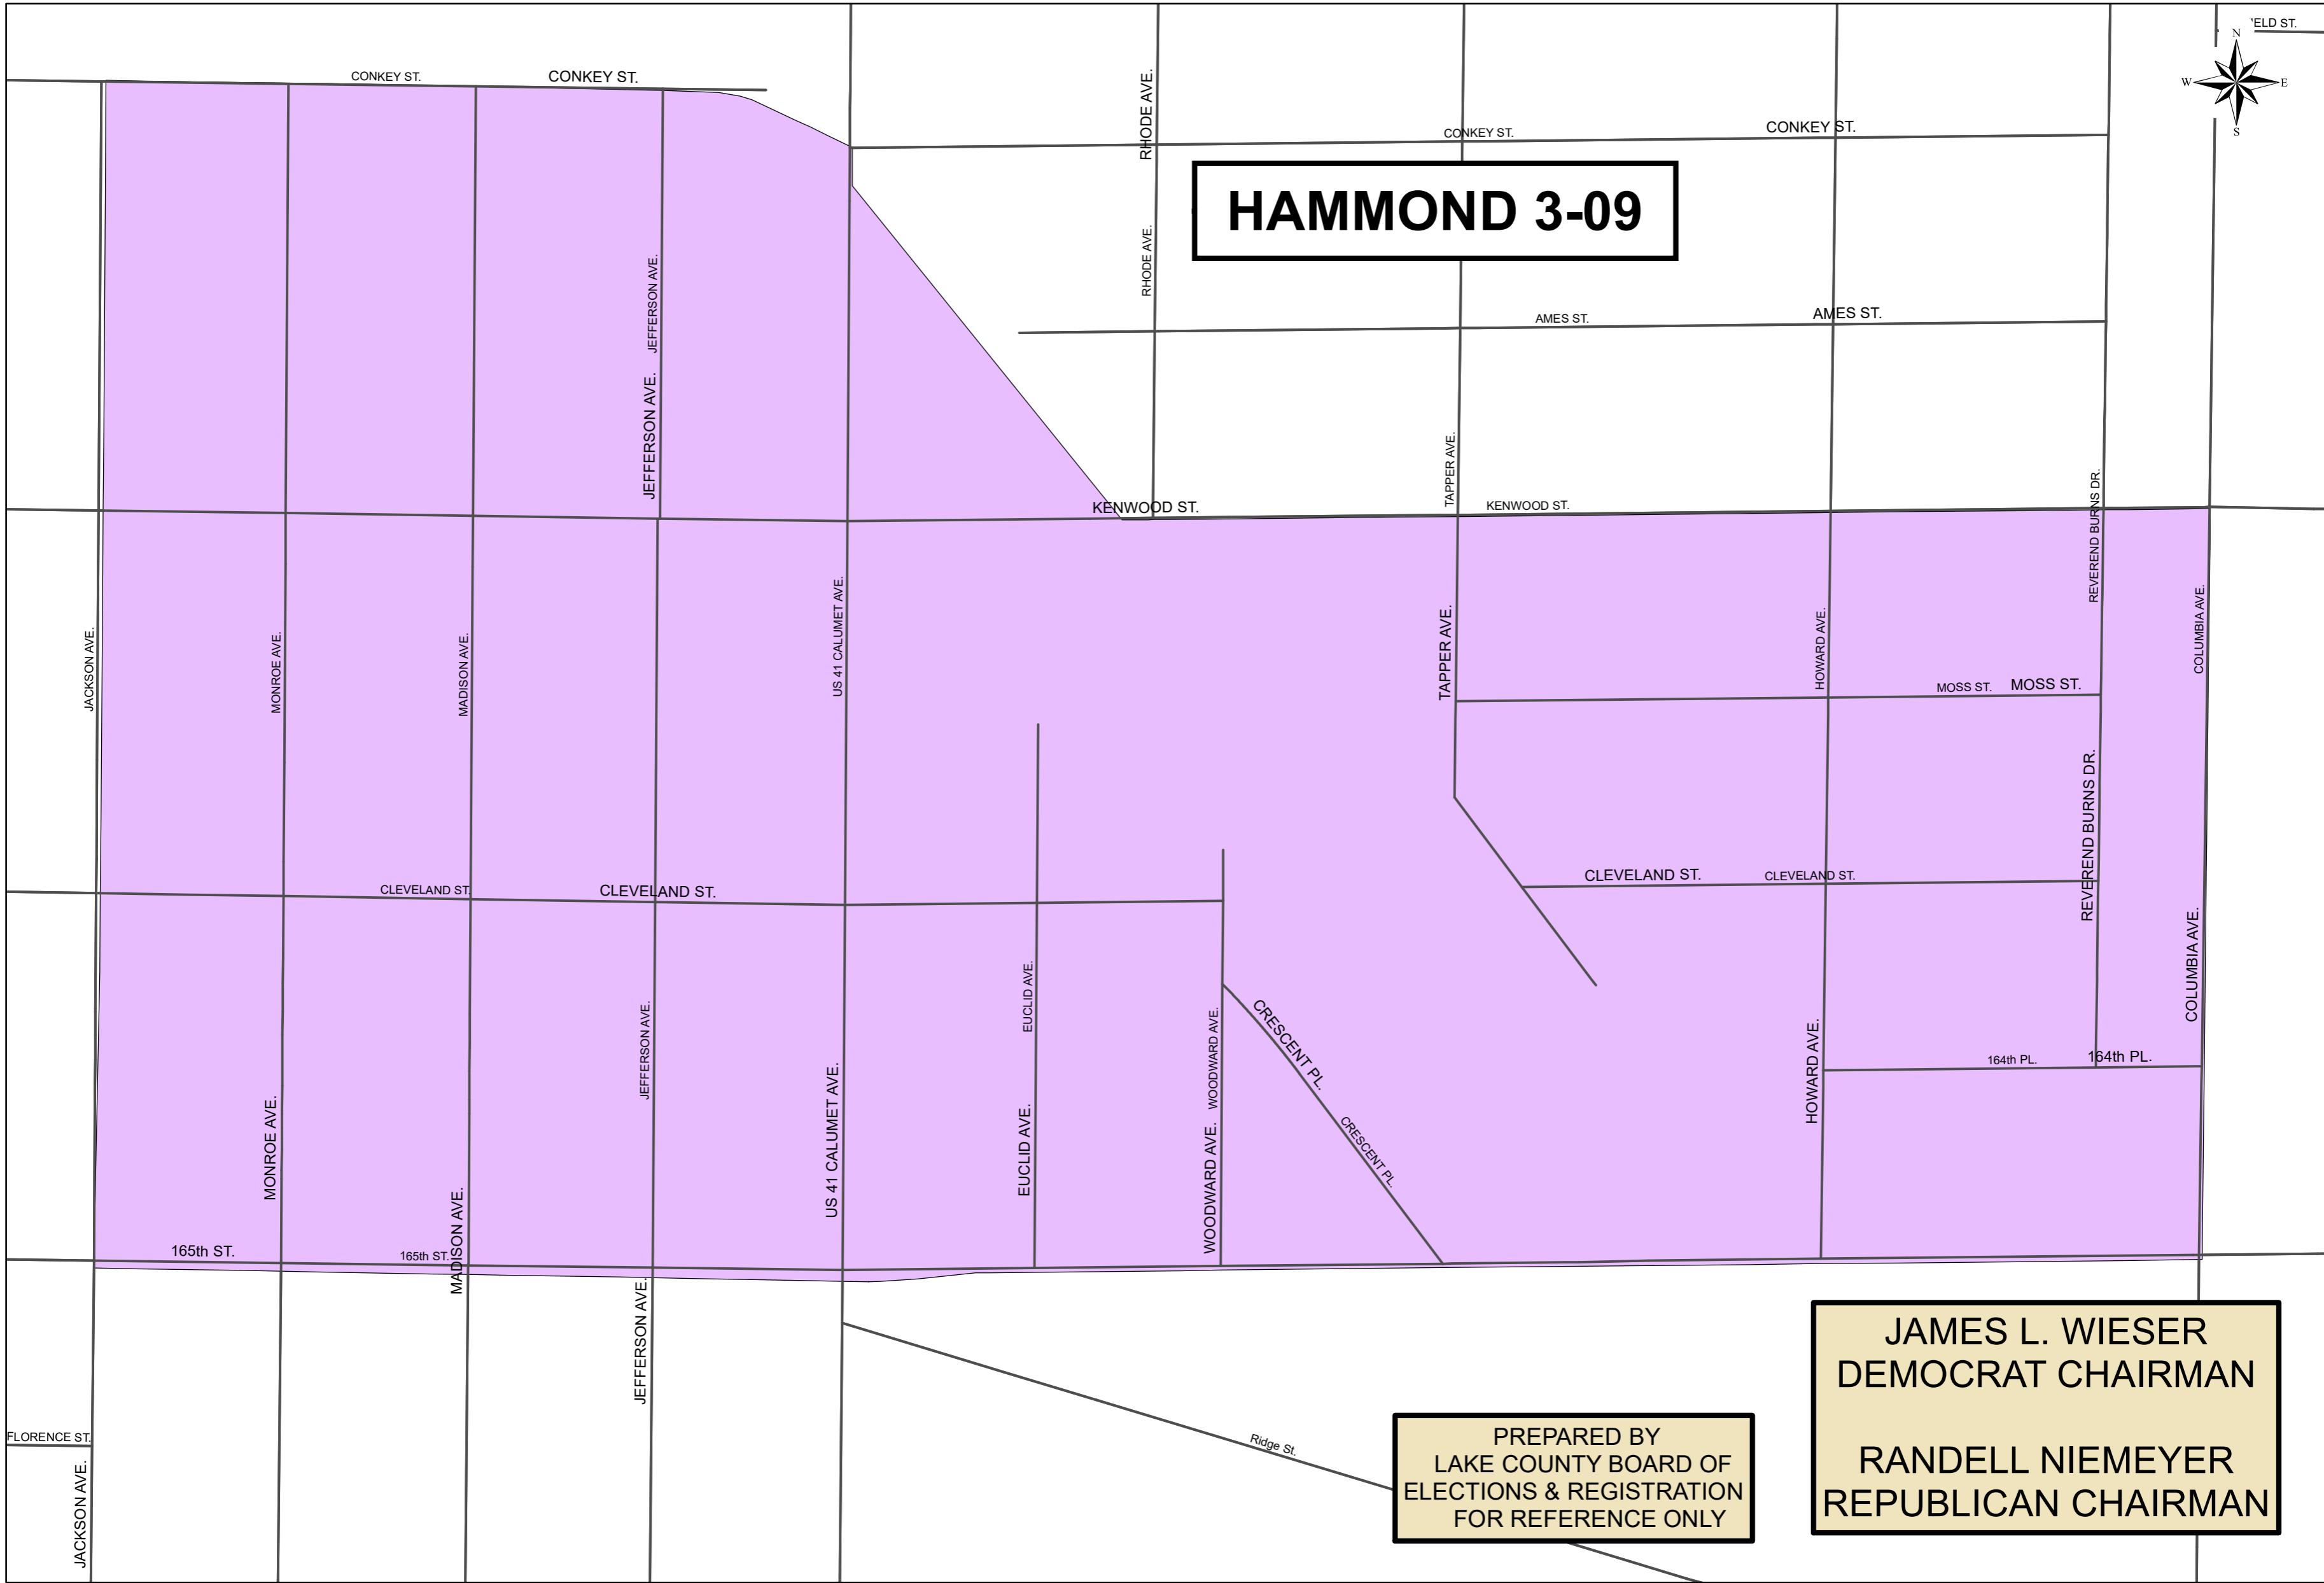 'ELD ST.
N
W
E
S
CONKEY ST.
CONKEY ST.
RHODE AVE.
CONKEY ST.
CONKEY ST.
HAMMOND 3-09
RHODE AVE.
JEFFERSON AVE.
AMES ST.
AMES ST.
JEFFERSON AVE.
TAPPER AVE.
KENWOOD ST.
KENWOOD ST.
REVEREND BURNS DR.
JACKSON AVE.
MONROE AVE.
MADISON AVE.
US 41 CALUMET AVE.
TAPPER AVE.
HOWARD AVE.
COLUMBIA AVE.
MOSS ST.
MOSS ST.
CLEVELAND ST.
CLEVELAND ST.
CLEVELAND ST.
CLEVELAND ST.
REVEREND BURNS DR.
COLUMBIA AVE.
EUCLID AVE.
JEFFERSON AVE.
WOODWARD AVE.
CRESCENT PL.
HOWARD AVE.
164th PL.
164th PL.
MONROE AVE.
US 41 CALUMET AVE.
EUCLID AVE.
WOODWARD AVE.
CRESCENT PL.
MADISON AVE.
165th ST.
165th ST.
JEFFERSON AVE.
FLORENCE ST.
JACKSON AVE.
Ridge St.
PREPARED BY
LAKE COUNTY BOARD OF
ELECTIONS & REGISTRATION
FOR REFERENCE ONLY
JAMES L. WIESER
DEMOCRAT CHAIRMAN
RANDELL NIEMEYER
REPUBLICAN CHAIRMAN